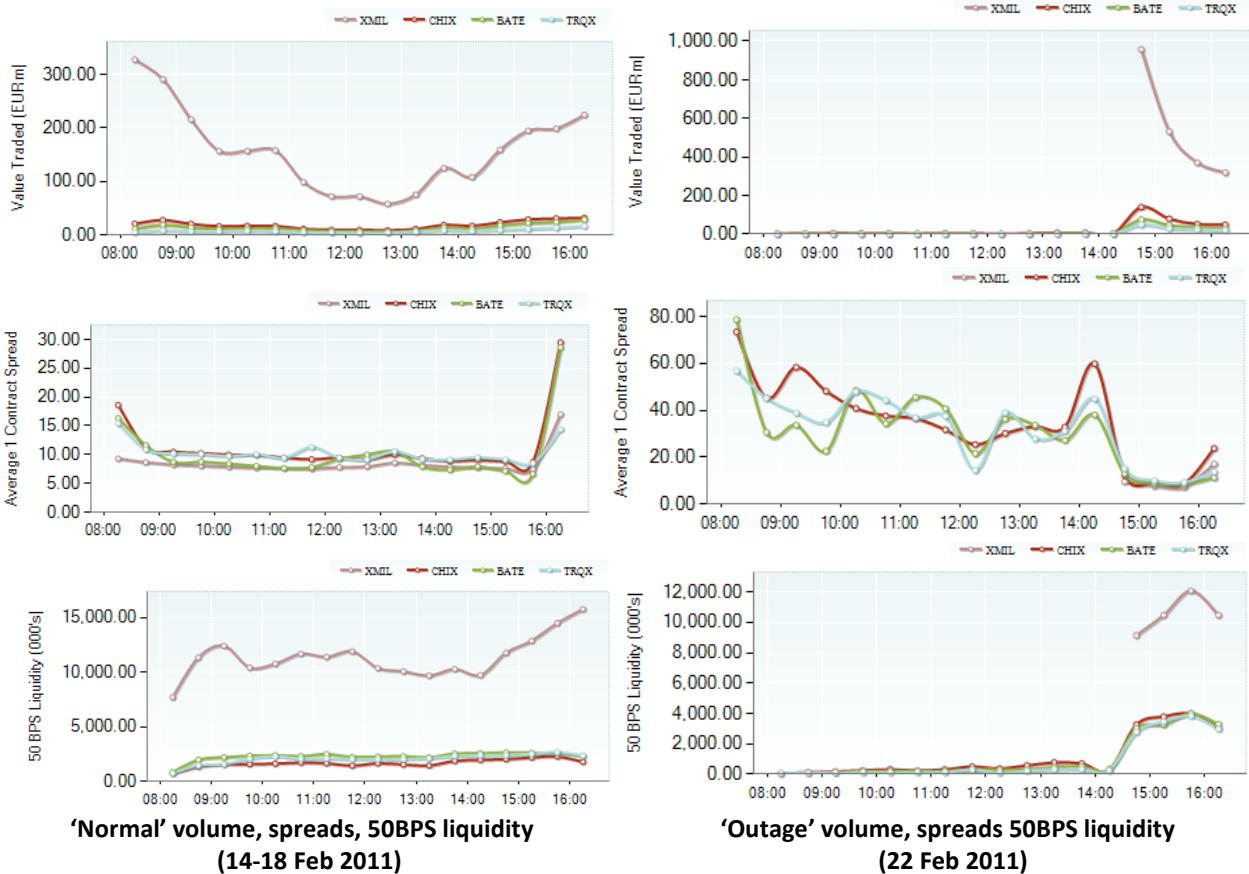 XMIL CHIX BATE TRQX
Value Traded (EURm)
300.00
200.00
100.00
0.00
08:00 09:00 10:00 11:00 12:00 13:00 14:00 15:00 16:00
XMIL CHIX BATE TRQX
Value Traded (EURm)
1,000.00
800.00
600.00
400.00
200.00
0.00
08:00 09:00 10:00 11:00 12:00 13:00 14:00 15:00 16:00
XMIL CHIX BATE TRQX
Average 1 Contract Spread
30.00
25.00
20.00
15.00
10.00
5.00
0.00
08:00 09:00 10:00 11:00 12:00 13:00 14:00 15:00 16:00
XMIL CHIX BATE TRQX
Average 1 Contract Spread
80.00
60.00
40.00
20.00
0.00
08:00 09:00 10:00 11:00 12:00 13:00 14:00 15:00 16:00
XMIL CHIX BATE TRQX
50 BPS Liquidity (000's)
15,000.00
10,000.00
5,000.00
0.00
08:00 09:00 10:00 11:00 12:00 13:00 14:00 15:00 16:00
XMIL CHIX BATE TRQX
50 BPS Liquidity (000's)
12,000.00
10,000.00
8,000.00
6,000.00
4,000.00
2,000.00
0.00
08:00 09:00 10:00 11:00 12:00 13:00 14:00 15:00 16:00
‘Normal’ volume, spreads, 50BPS liquidity
(14-18 Feb 2011)
‘Outage’ volume, spreads 50BPS liquidity
(22 Feb 2011)